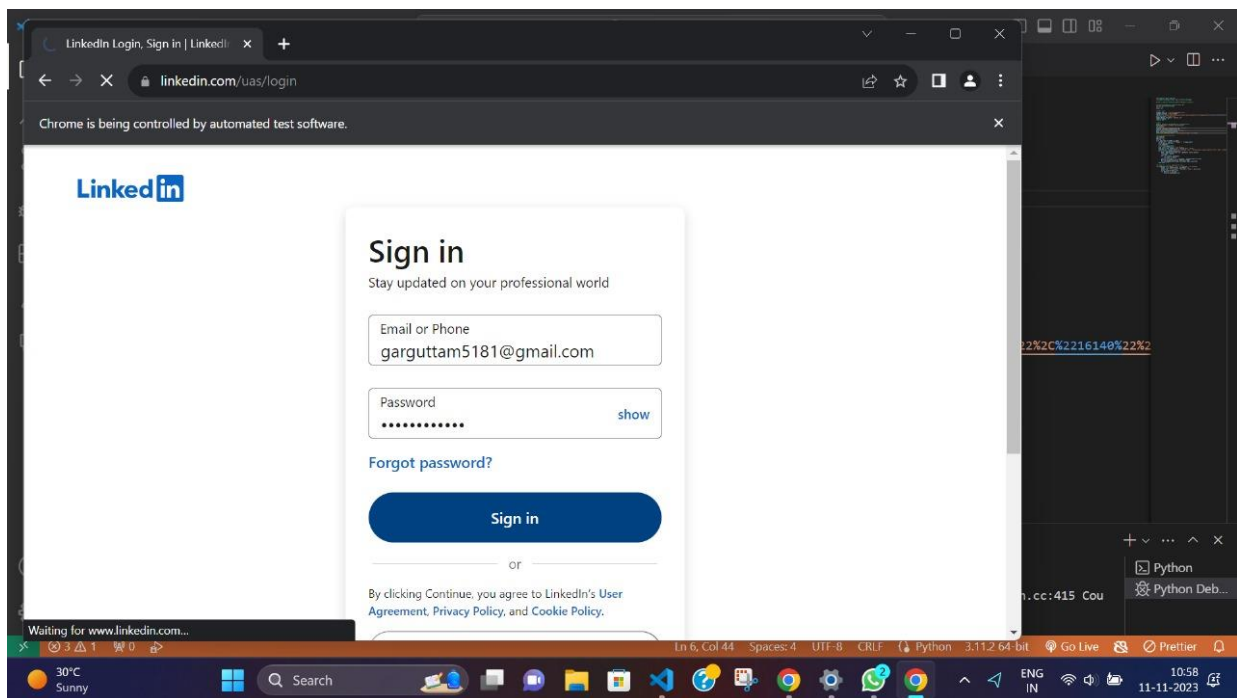 LinkedIn Login, Sign in | LinkedI
linkedin.com/uas/login
Chrome is being controlled by automated test software.
Linked in
Sign in
Stay updated on your professional world
Email or Phone
garguttam5181@gmail.com
Password
••••••••••••
show
Forgot password?
Sign in
or
By clicking Continue, you agree to LinkedIn's User
Agreement, Privacy Policy, and Cookie Policy.
Waiting for www.linkedin.com...
22%2C%2216140%22%2
Python
Python Deb...
n.cc:415 Cou
3 1 0
Ln 6, Col 44 Spaces: 4 UTF-8 CRLF Python 3.11.2 64-bit Go Live Prettier
30°C
Sunny
Search
2
ENG
IN
10:58
11-11-2023